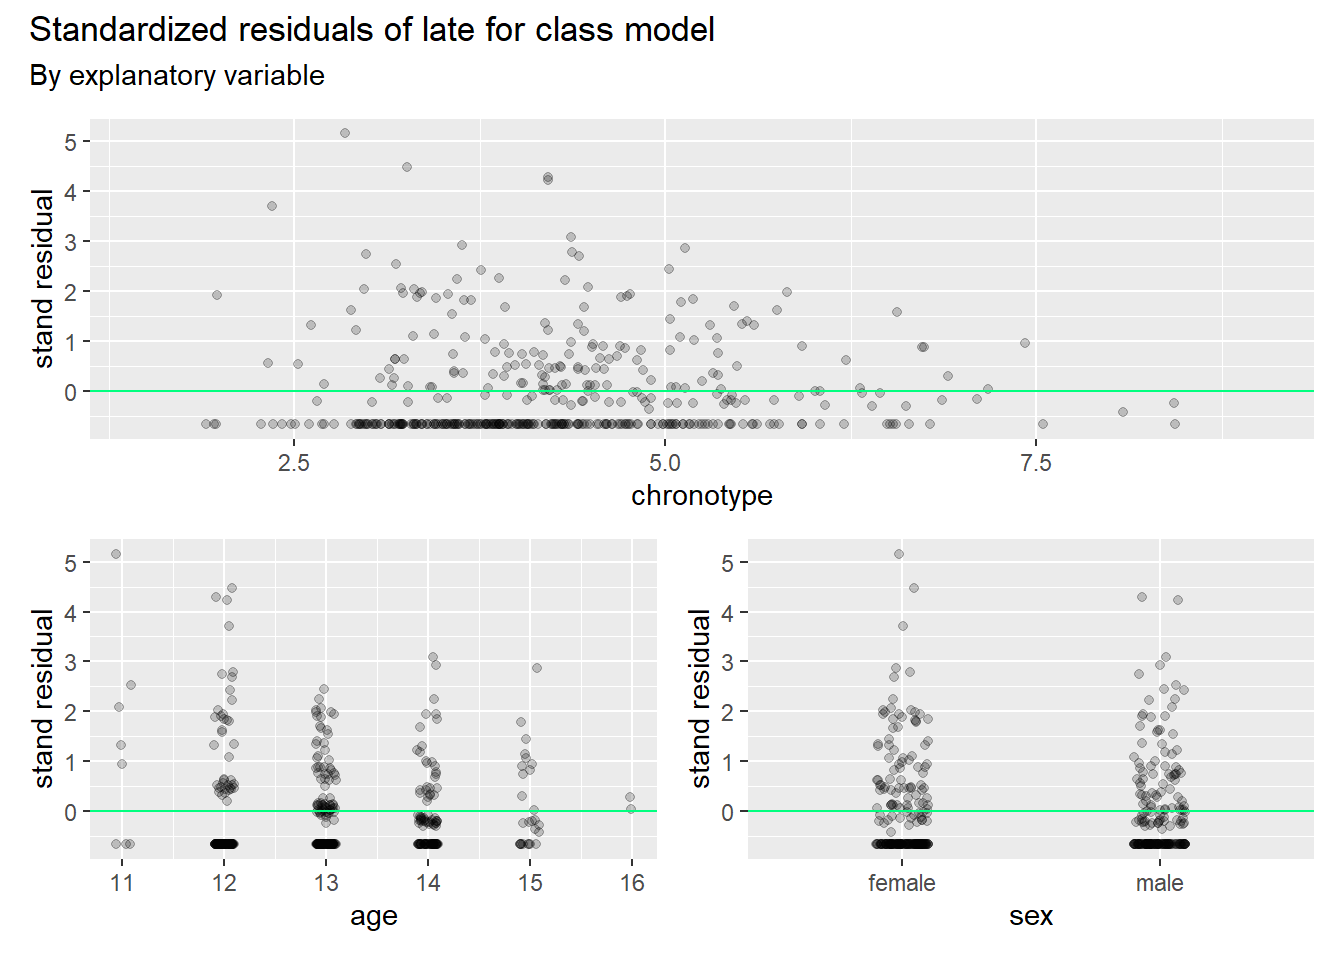 Standardized residuals of late for class model
By explanatory variable
stand residual
5
4
3
2
1
0
2.5 5.0 7.5
chronotype
stand residual
5
4
3
2
1
0
11 12 13 14 15 16
age
stand residual
5
4
3
2
1
0
female male
sex